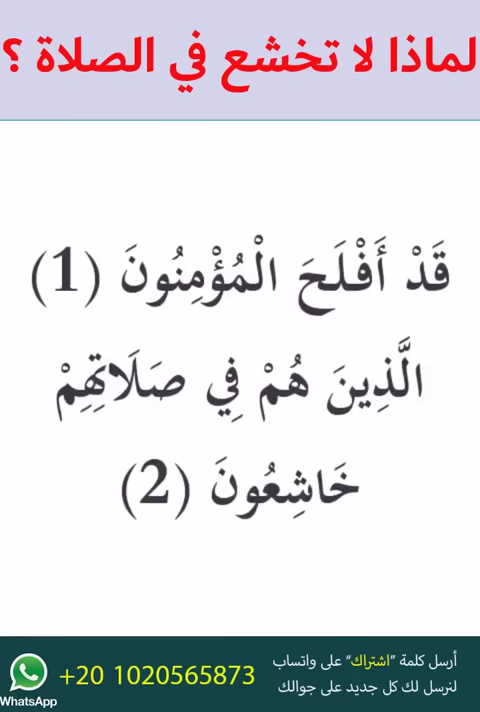 لماذا لا تخشع في الصلاة ؟
قَدْ أَفْلَحَ الْمُؤْمِنُونَ (1)
الَّذِينَ هُمْ فِي صَلَاتِهِمْ
خَاشِعُونَ (2)
أرسل كلمة "اشتراك" على واتساب
لنرسل لك كل جديد على جوالك
+20 1020565873
WhatsApp